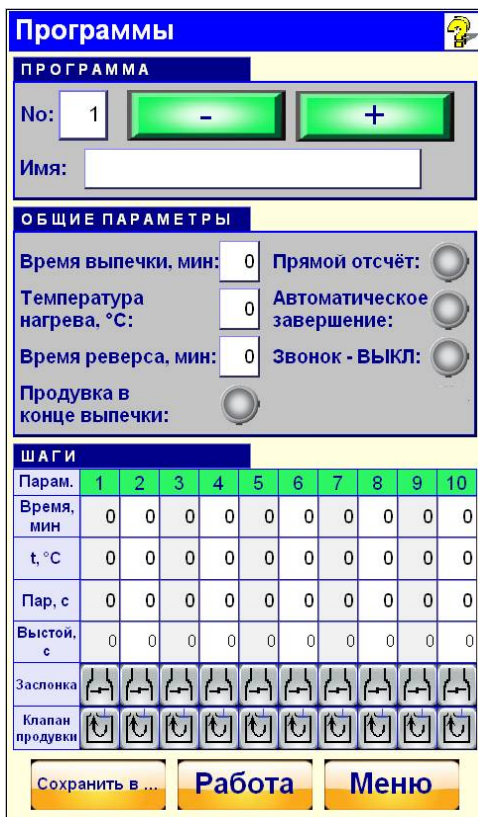 Программы
ПРОГРАММА
No: 1 - +
Имя:
ОБЩИЕ ПАРАМЕТРЫ
Время выпечки, мин: 0 Прямой отсчёт:
Температура нагрева, °C: 0 Автоматическое завершение:
Время реверса, мин: 0 Звонок - ВЫКЛ:
Продувка в
конце выпечки:
ШАГИ
Парам. 1 2 3 4 5 6 7 8 9 10
Время, мин 0 0 0 0 0 0 0 0 0 0
t, °C 0 0 0 0 0 0 0 0 0 0
Пар, с 0 0 0 0 0 0 0 0 0 0
Выстой, с 0 0 0 0 0 0 0 0 0 0
Заслонка
Клапан
продувки
Сохранить в ... Работа Меню